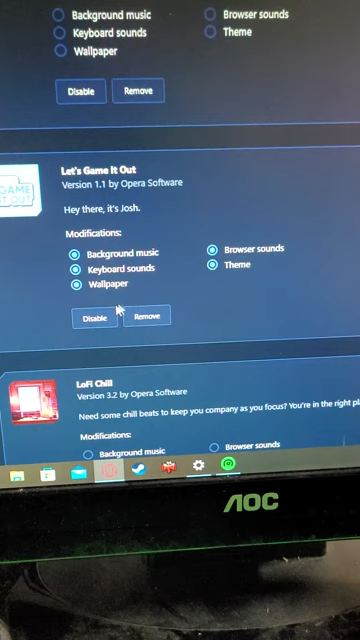 Background music
Browser sounds
Keyboard sounds
Theme
Wallpaper
Disable
Remove
GAME
IT OUT
Let's Game It Out
Version 1.1 by Opera Software
Hey there, it's Josh.
Modifications:
Background music
Browser sounds
Keyboard sounds
Theme
Wallpaper
Disable
Remove
LoFi Chill
Version 3.2 by Opera Software
Need some chill beats to keep you company as you focus? You're in the right pl
Modifications:
Background music
Browser sounds
AOC